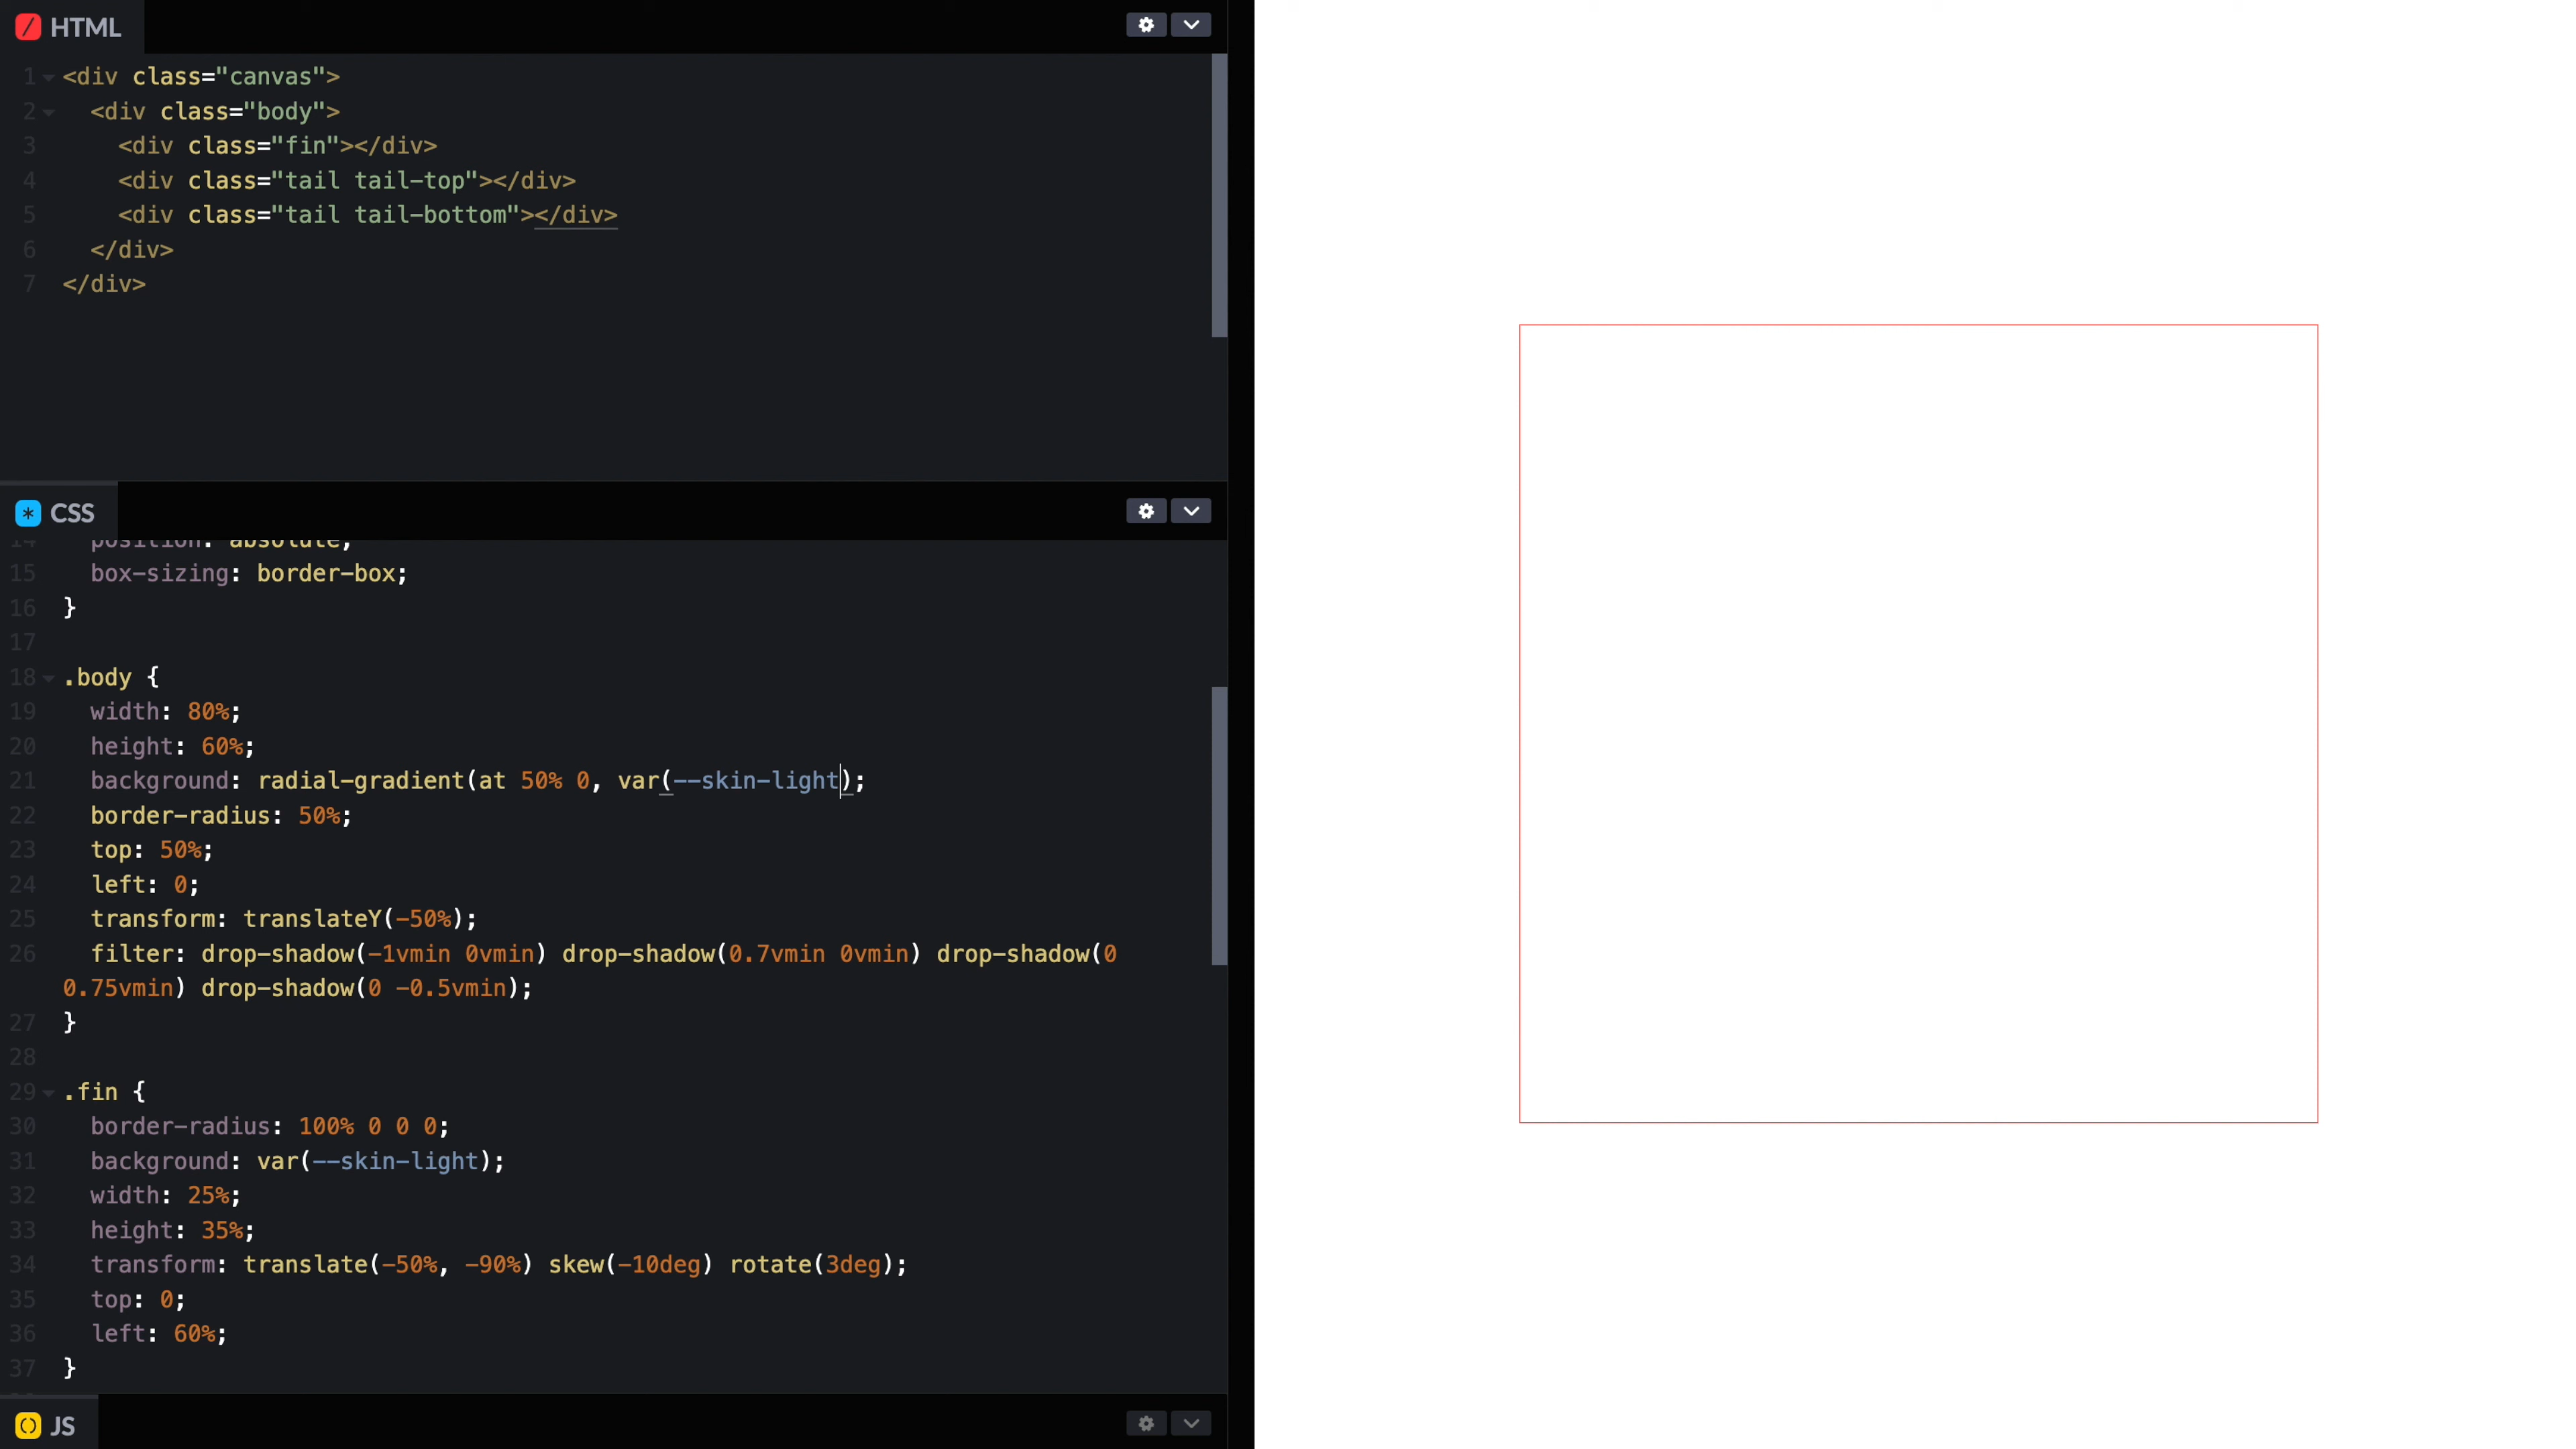 HTML
1 <div class="canvas">
2 <div class="body">
3 <div class="fin"></div>
4 <div class="tail tail-top"></div>
5 <div class="tail tail-bottom"></div>
6 </div>
7 </div>
CSS
14 position: absolute;
15 box-sizing: border-box;
16 }
17
18 .body {
19 width: 80%;
20 height: 60%;
21 background: radial-gradient(at 50% 0, var(--skin-light);
22 border-radius: 50%;
23 top: 50%;
24 left: 0;
25 transform: translateY(-50%);
26 filter: drop-shadow(-1vmin 0vmin) drop-shadow(0.7vmin 0vmin) drop-shadow(0
0.75vmin) drop-shadow(0 -0.5vmin);
27 }
28
29 .fin {
30 border-radius: 100% 0 0 0;
31 background: var(--skin-light);
32 width: 25%;
33 height: 35%;
34 transform: translate(-50%, -90%) skew(-10deg) rotate(3deg);
35 top: 0;
36 left: 60%;
37 }
JS